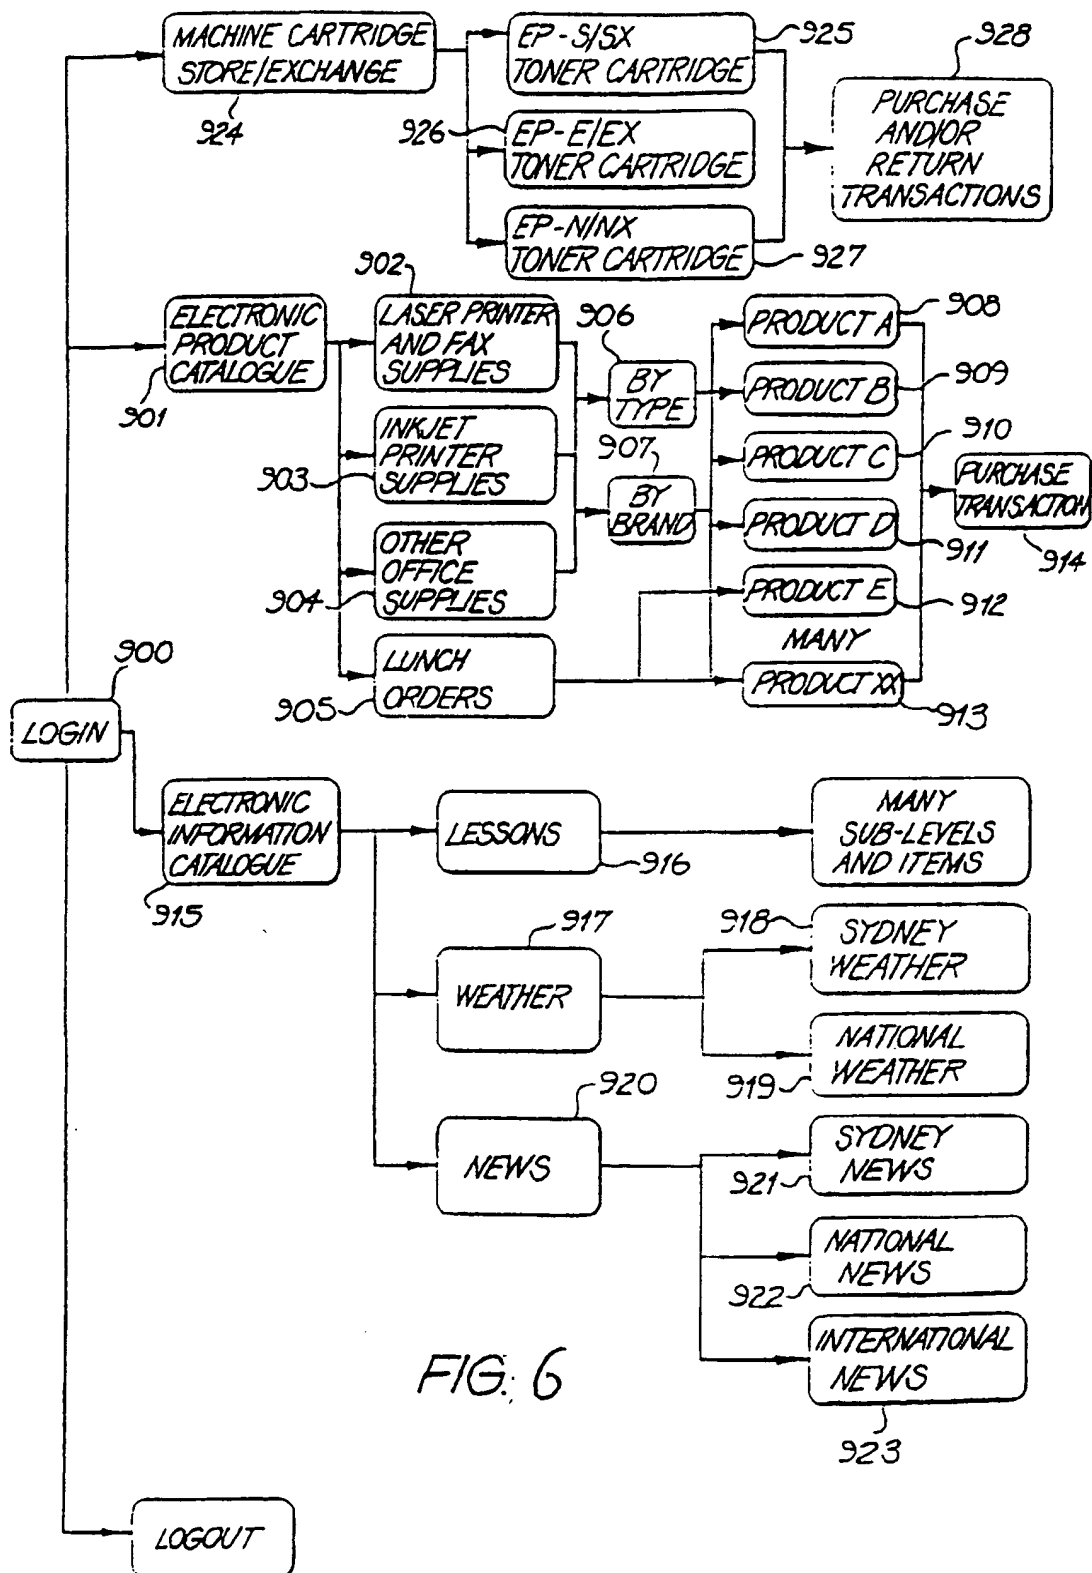 MACHINE CARTRIDGE
STORE/EXCHANGE
924
EP-S/SX
TONER CARTRIDGE
925
926
EP-E/EX
TONER CARTRIDGE
EP-N/NX
TONER CARTRIDGE
927
928
PURCHASE
AND/OR
RETURN
TRANSACTIONS
ELECTRONIC
PRODUCT
CATALOGUE
901
902
LASER PRINTER
AND FAX
SUPPLIES
INKJET
PRINTER
SUPPLIES
903
OTHER
OFFICE
SUPPLIES
904
LUNCH
ORDERS
905
906
BY
TYPE
907
BY
BRAND
PRODUCT A
908
PRODUCT B
909
PRODUCT C
910
PRODUCT D
911
PRODUCT E
912
MANY
PRODUCT XX
913
PURCHASE
TRANSACTION
914
900
LOGIN
ELECTRONIC
INFORMATION
CATALOGUE
915
LESSONS
916
MANY
SUB-LEVELS
AND ITEMS
917
WEATHER
918
SYDNEY
WEATHER
NATIONAL
WEATHER
919
920
NEWS
SYDNEY
NEWS
921
NATIONAL
NEWS
922
INTERNATIONAL
NEWS
923
FIG. 6
LOGOUT